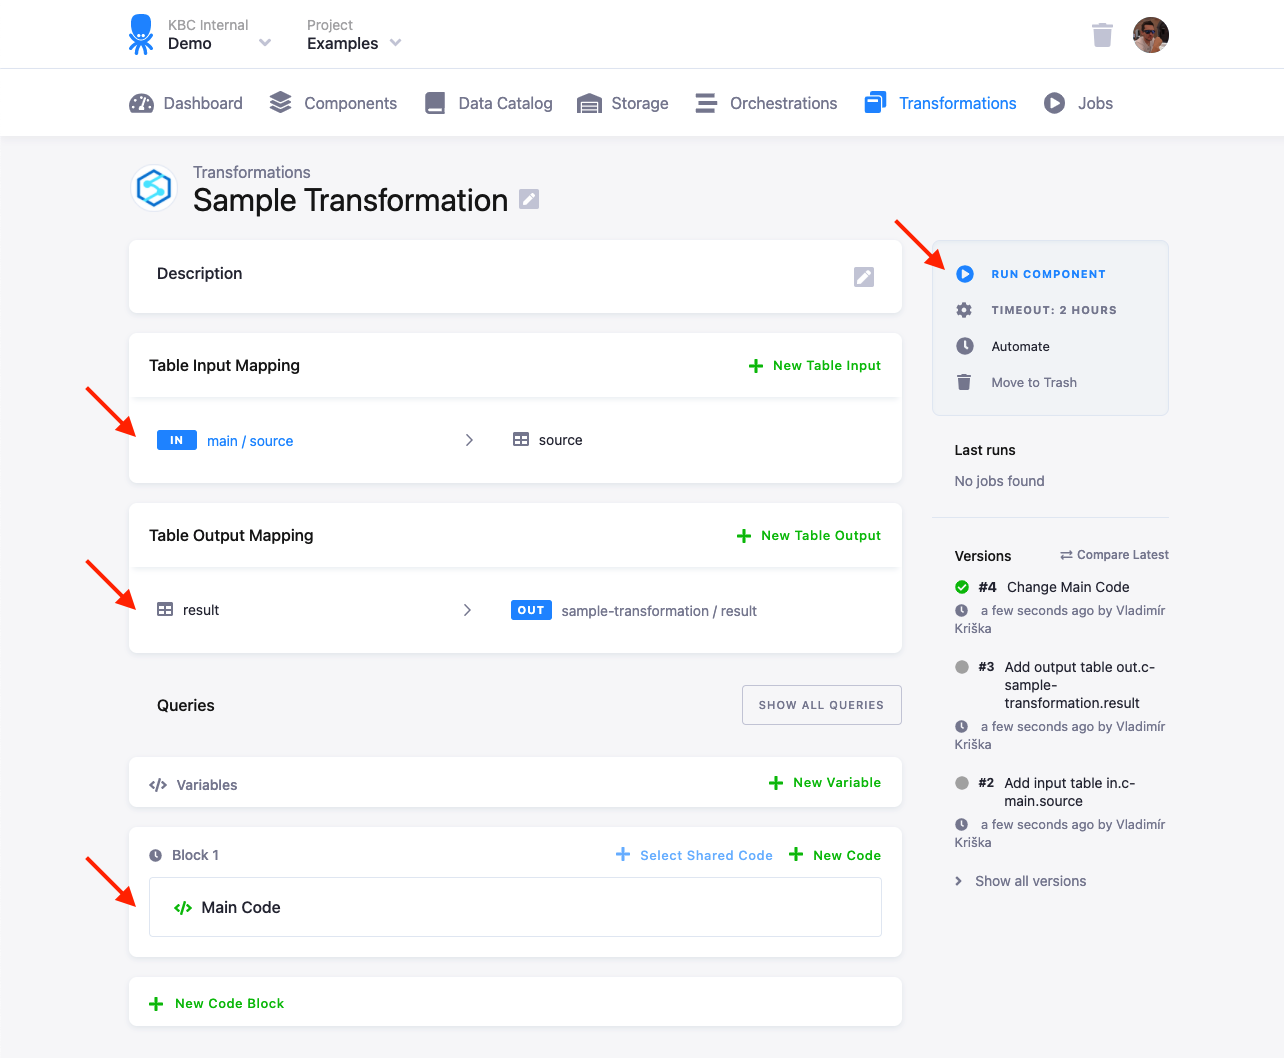 KBC Internal
Demo
Project
Examples
Dashboard
Components
Data Catalog
Storage
Orchestrations
Transformations
Jobs
Transformations
Sample Transformation
Description
Table Input Mapping
New Table Input
IN
main / source
source
Table Output Mapping
New Table Output
result
OUT
sample-transformation / result
Queries
SHOW ALL QUERIES
Variables
New Variable
Block 1
Select Shared Code
New Code
Main Code
New Code Block
RUN COMPONENT
TIMEOUT: 2 HOURS
Automate
Move to Trash
Last runs
No jobs found
Versions
Compare Latest
#4 Change Main Code
a few seconds ago by Vladimír
Kriška
#3 Add output table out.c-
sample-
transformation.result
a few seconds ago by Vladimír
Kriška
#2 Add input table in.c-
main.source
a few seconds ago by Vladimír
Kriška
Show all versions